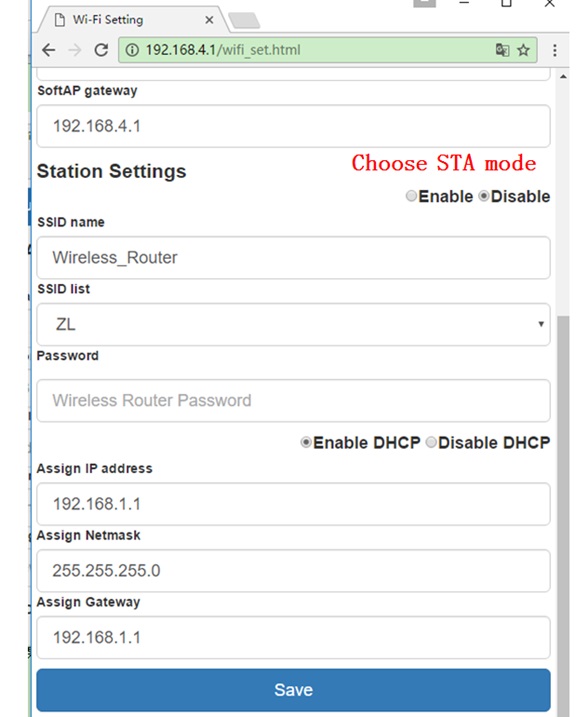 Wi-Fi Setting
192.168.4.1/wifi_set.html
SoftAP gateway
192.168.4.1
Choose STA mode
Station Settings
Enable Disable
SSID name
Wireless_Router
SSID list
ZL
Password
Wireless Router Password
Enable DHCP Disable DHCP
Assign IP address
192.168.1.1
Assign Netmask
255.255.255.0
Assign Gateway
192.168.1.1
Save